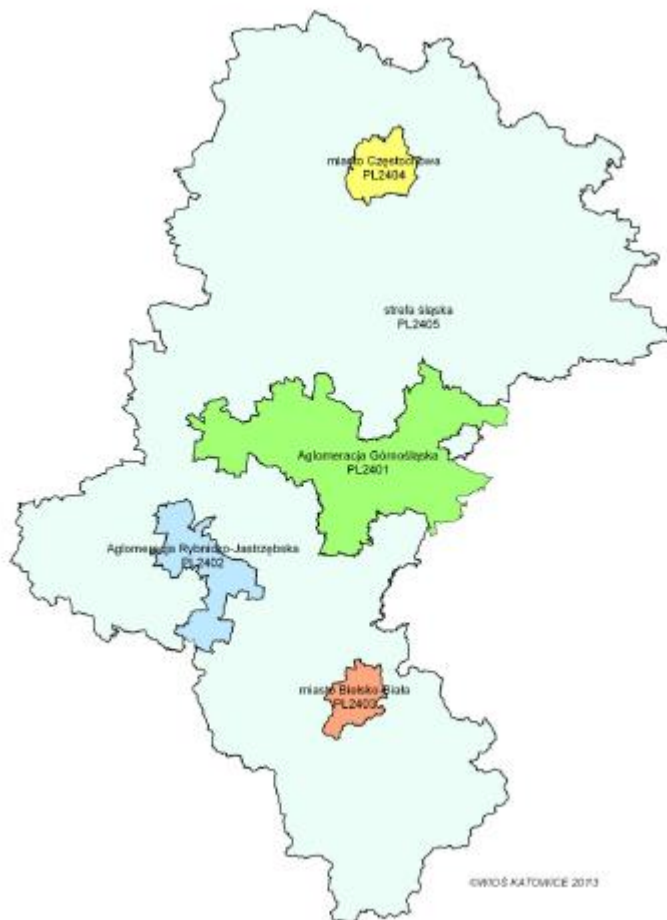 miasto Częstochowa
PL2404
strefa śląska
PL2405
Aglomeracja Górnośląska
PL2401
Aglomeracja Rybnicko-Jastrzębska
PL2402
miasto Bielsko-Biała
PL2403
©WIOŚ KATOWICE 2013